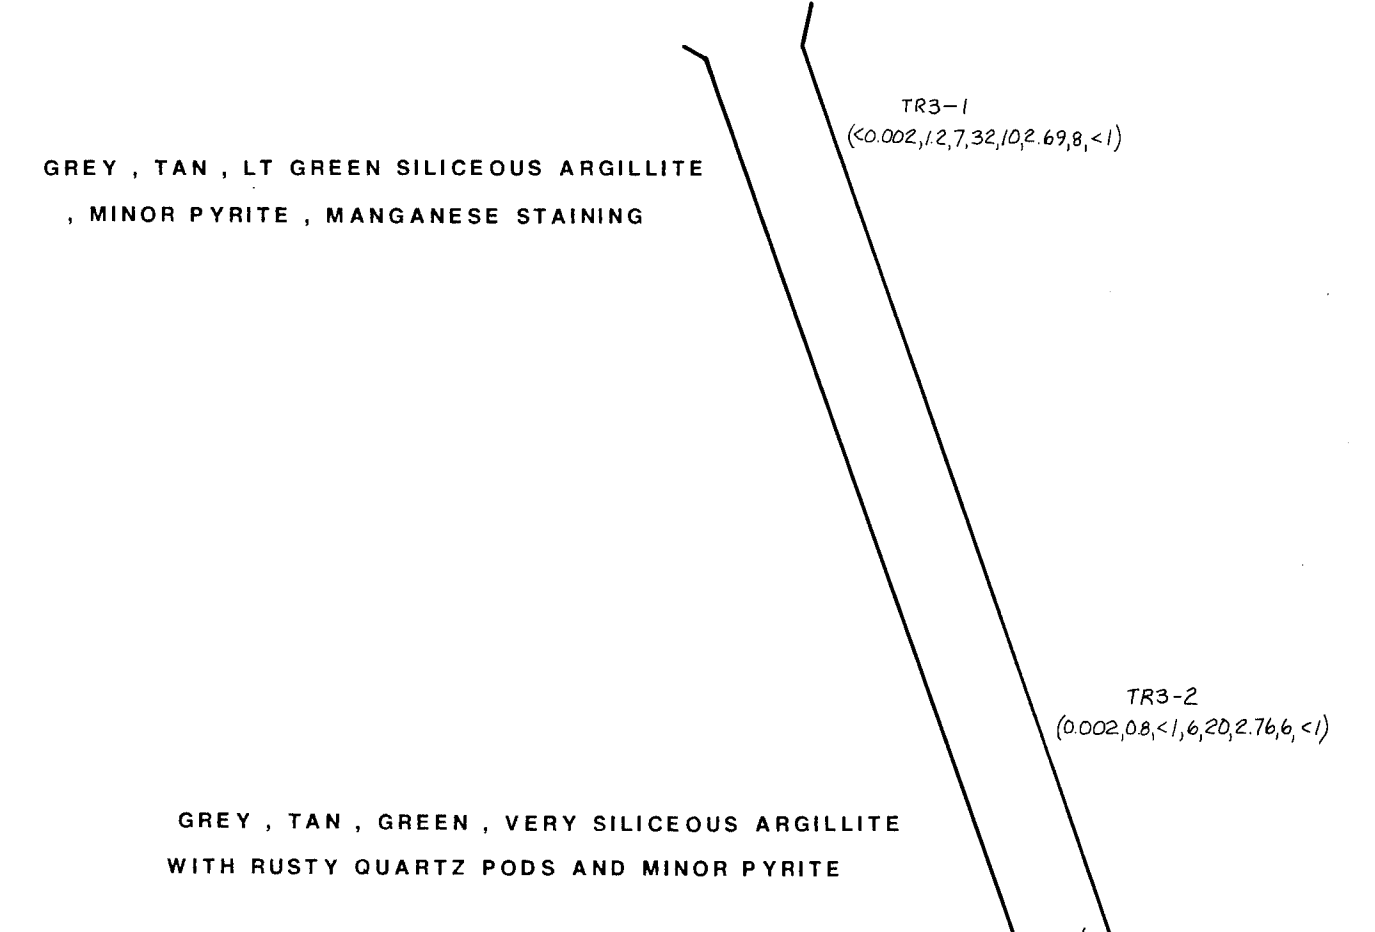 TR3-1
(<0.002,1.2,7,32,10,2.69,8,<1)
GREY , TAN , LT GREEN SILICEOUS ARGILLITE
, MINOR PYRITE , MANGANESE STAINING
TR3-2
(0.002,0.8,<1,6,20,2.76,6,<1)
GREY , TAN , GREEN , VERY SILICEOUS ARGILLITE
WITH RUSTY QUARTZ PODS AND MINOR PYRITE